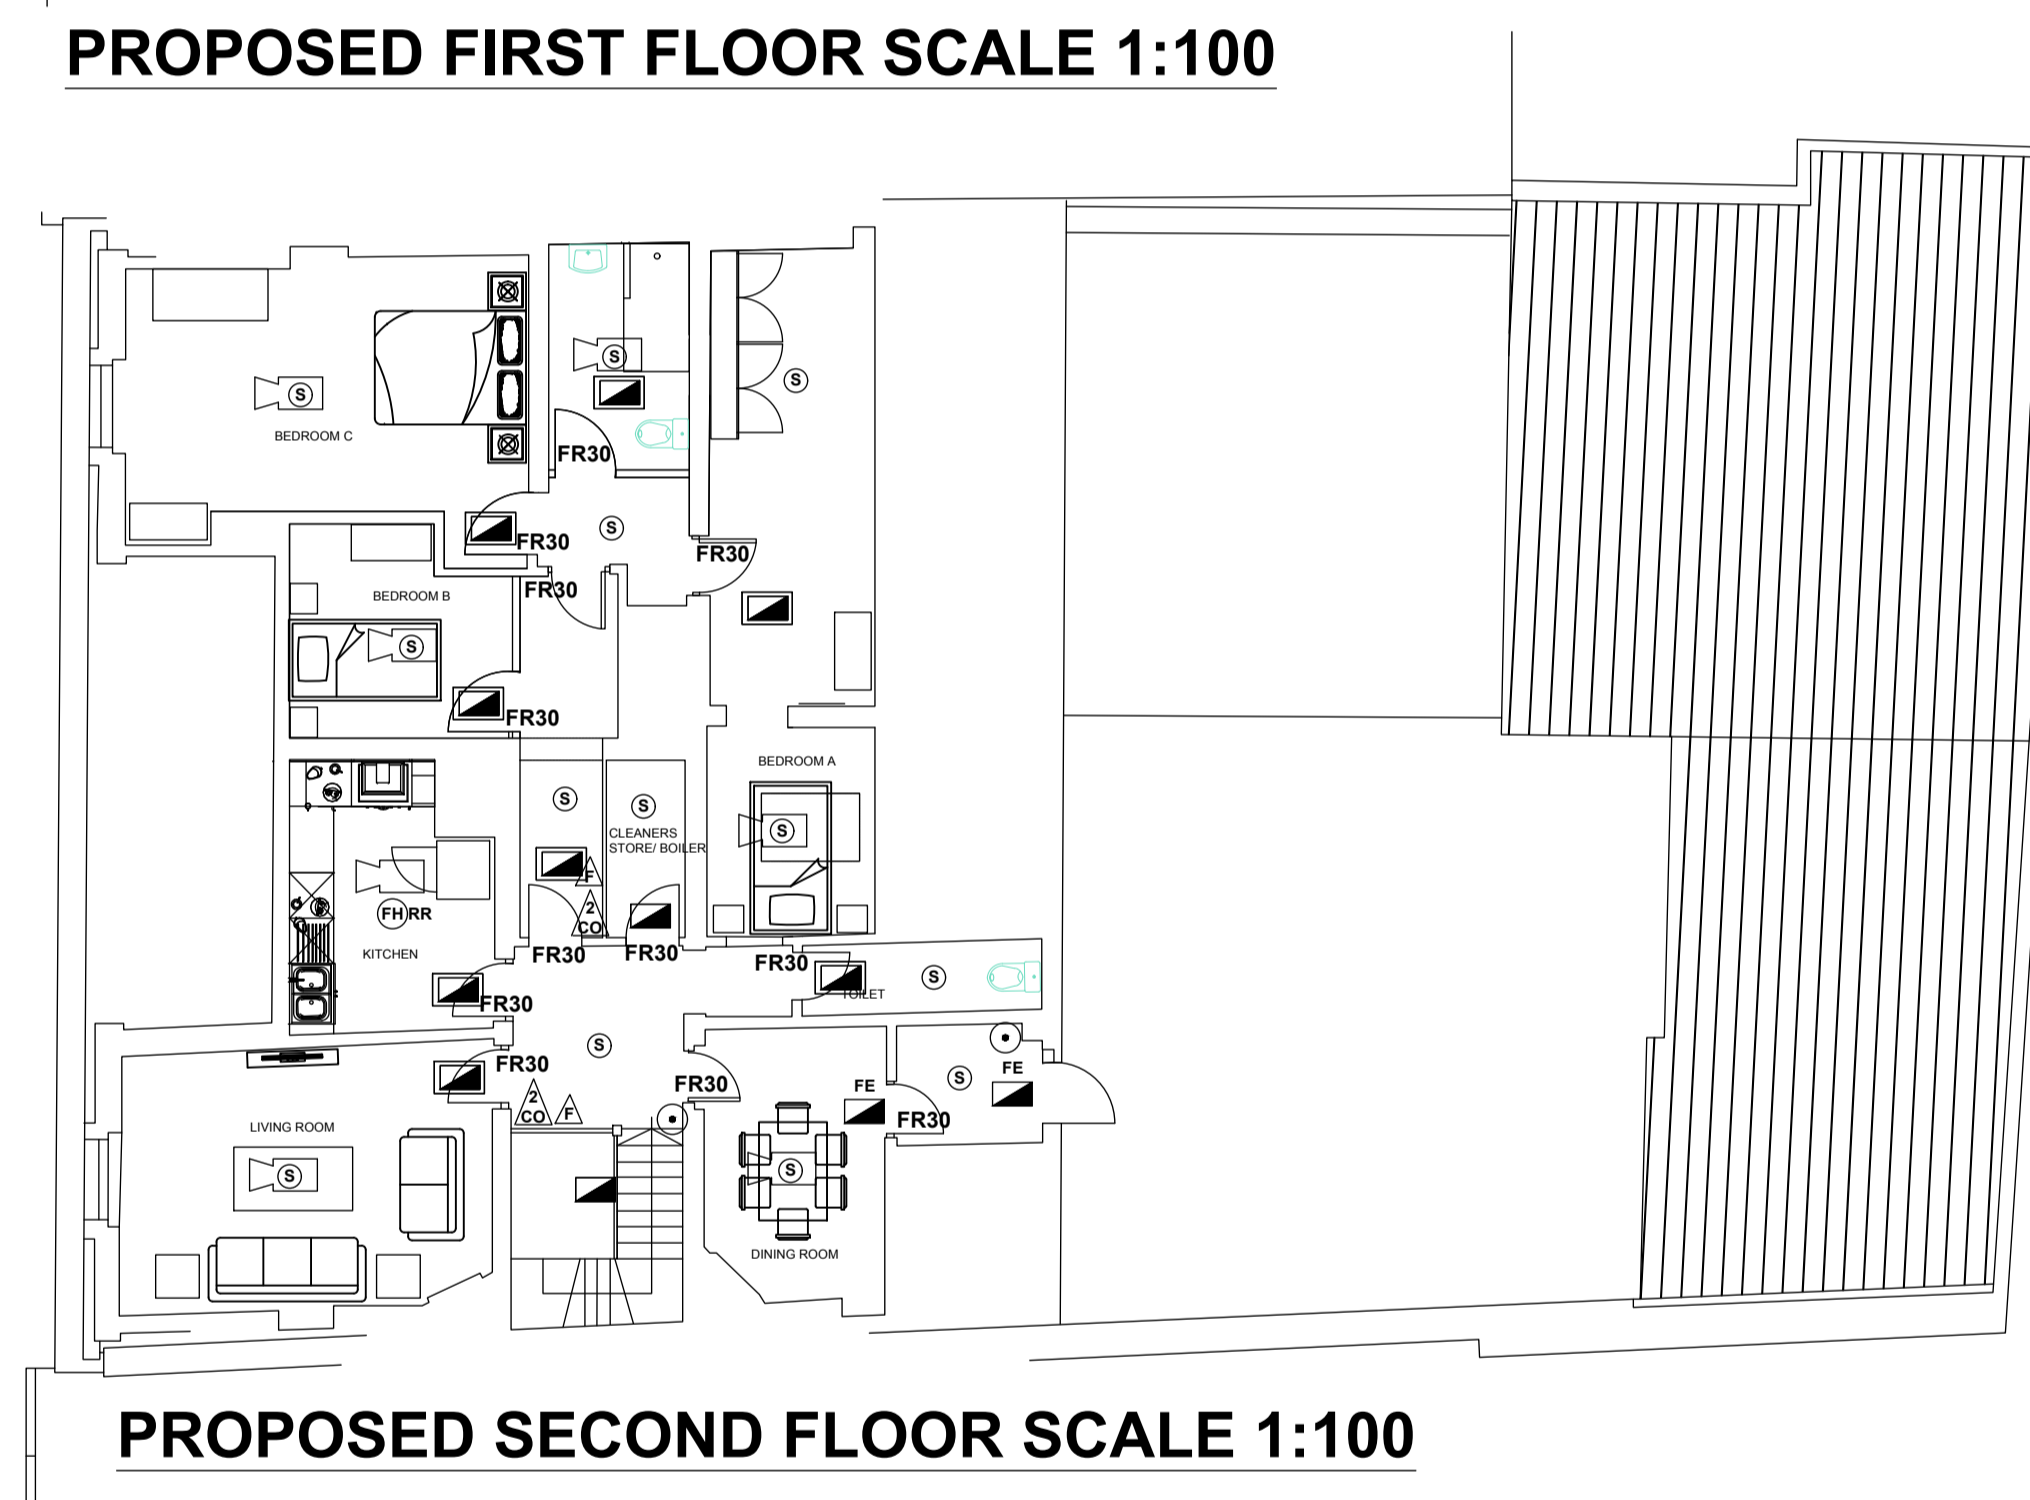 PROPOSED FIRST FLOOR SCALE 1:100
S
S
S
BEDROOM C
FR30
S
FR30
FR30
FR30
BEDROOM B
S
FR30
BEDROOM A
S
S
CLEANERS
STORE/ BOILER
S
F
2
CO
FH RR
KITCHEN
FR30
FR30
FR30
S
TOILET
FR30
S
FR30
FR30
S
FE
FE
2
CO
F
FR30
LIVING ROOM
S
S
DINING ROOM
PROPOSED SECOND FLOOR SCALE 1:100